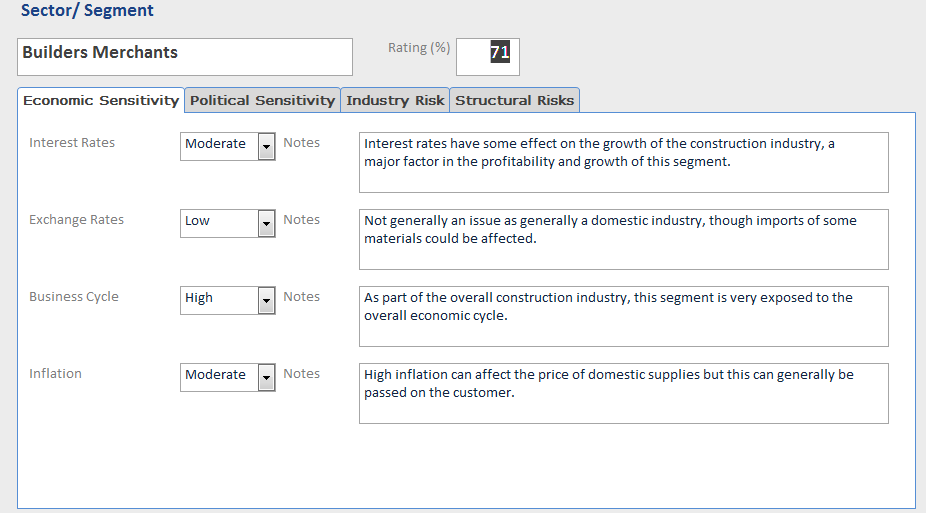 Sector/ Segment
Builders Merchants
Rating (%)
71
Economic Sensitivity
Political Sensitivity
Industry Risk
Structural Risks
Interest Rates
Moderate
Notes
Interest rates have some effect on the growth of the construction industry, a
major factor in the profitability and growth of this segment.
Exchange Rates
Low
Notes
Not generally an issue as generally a domestic industry, though imports of some
materials could be affected.
Business Cycle
High
Notes
As part of the overall construction industry, this segment is very exposed to the
overall economic cycle.
Inflation
Moderate
Notes
High inflation can affect the price of domestic supplies but this can generally be
passed on the customer.